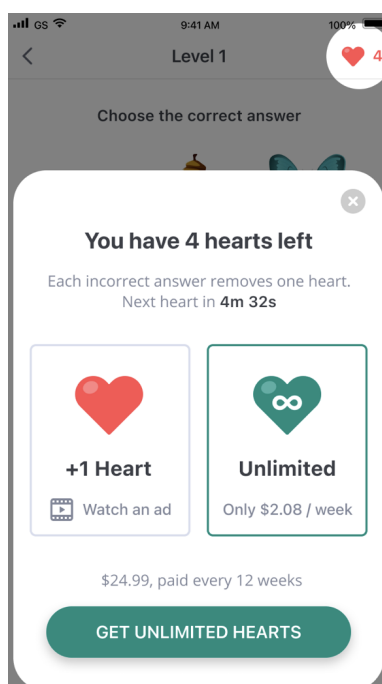 GS 9:41 AM 100%
Level 1 4
Choose the correct answer
You have 4 hearts left
Each incorrect answer removes one heart.
Next heart in 4m 32s
+1 Heart
Watch an ad
Unlimited
Only $2.08 / week
$24.99, paid every 12 weeks
GET UNLIMITED HEARTS